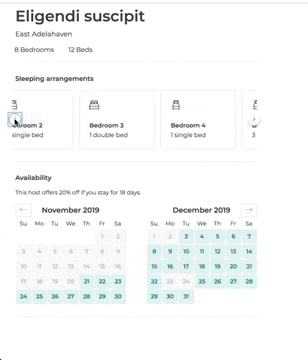 Eligendi suscipit
East Adelahaven
8 Bedrooms 12 Beds
Sleeping arrangements
droom 2 Bedroom 3 Bedroom 4
single bed 1 double bed 1 single bed 3
Availability
This host offers 20% off if you stay for 18 days.
← November 2019 December 2019 →
Su Mo Tu We Th Fr Sa Su Mo Tu We Th Fr Sa
1 2 1 2 3 4 5 6 7
3 4 5 6 7 8 9 8 9 10 11 12 13 14
10 11 12 13 14 15 16 15 16 17 18 19 20 21
17 18 19 20 21 22 23 22 23 24 25 26 27 28
24 25 26 27 28 29 30 29 30 31